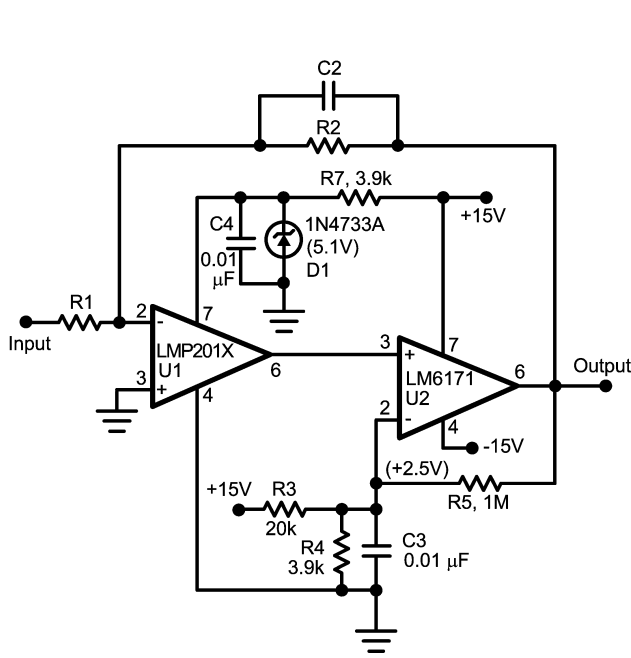 C2
R2
R7, 3.9k
+15V
C4
0.01
μF
1N4733A
(5.1V)
D1
R1
Input
2
-
7
LMP201X
U1
3
+
4
6
3
+
7
LM6171
U2
2
-
4
6
Output
-15V
(+2.5V)
R5, 1M
+15V
R3
20k
R4
3.9k
C3
0.01 μF